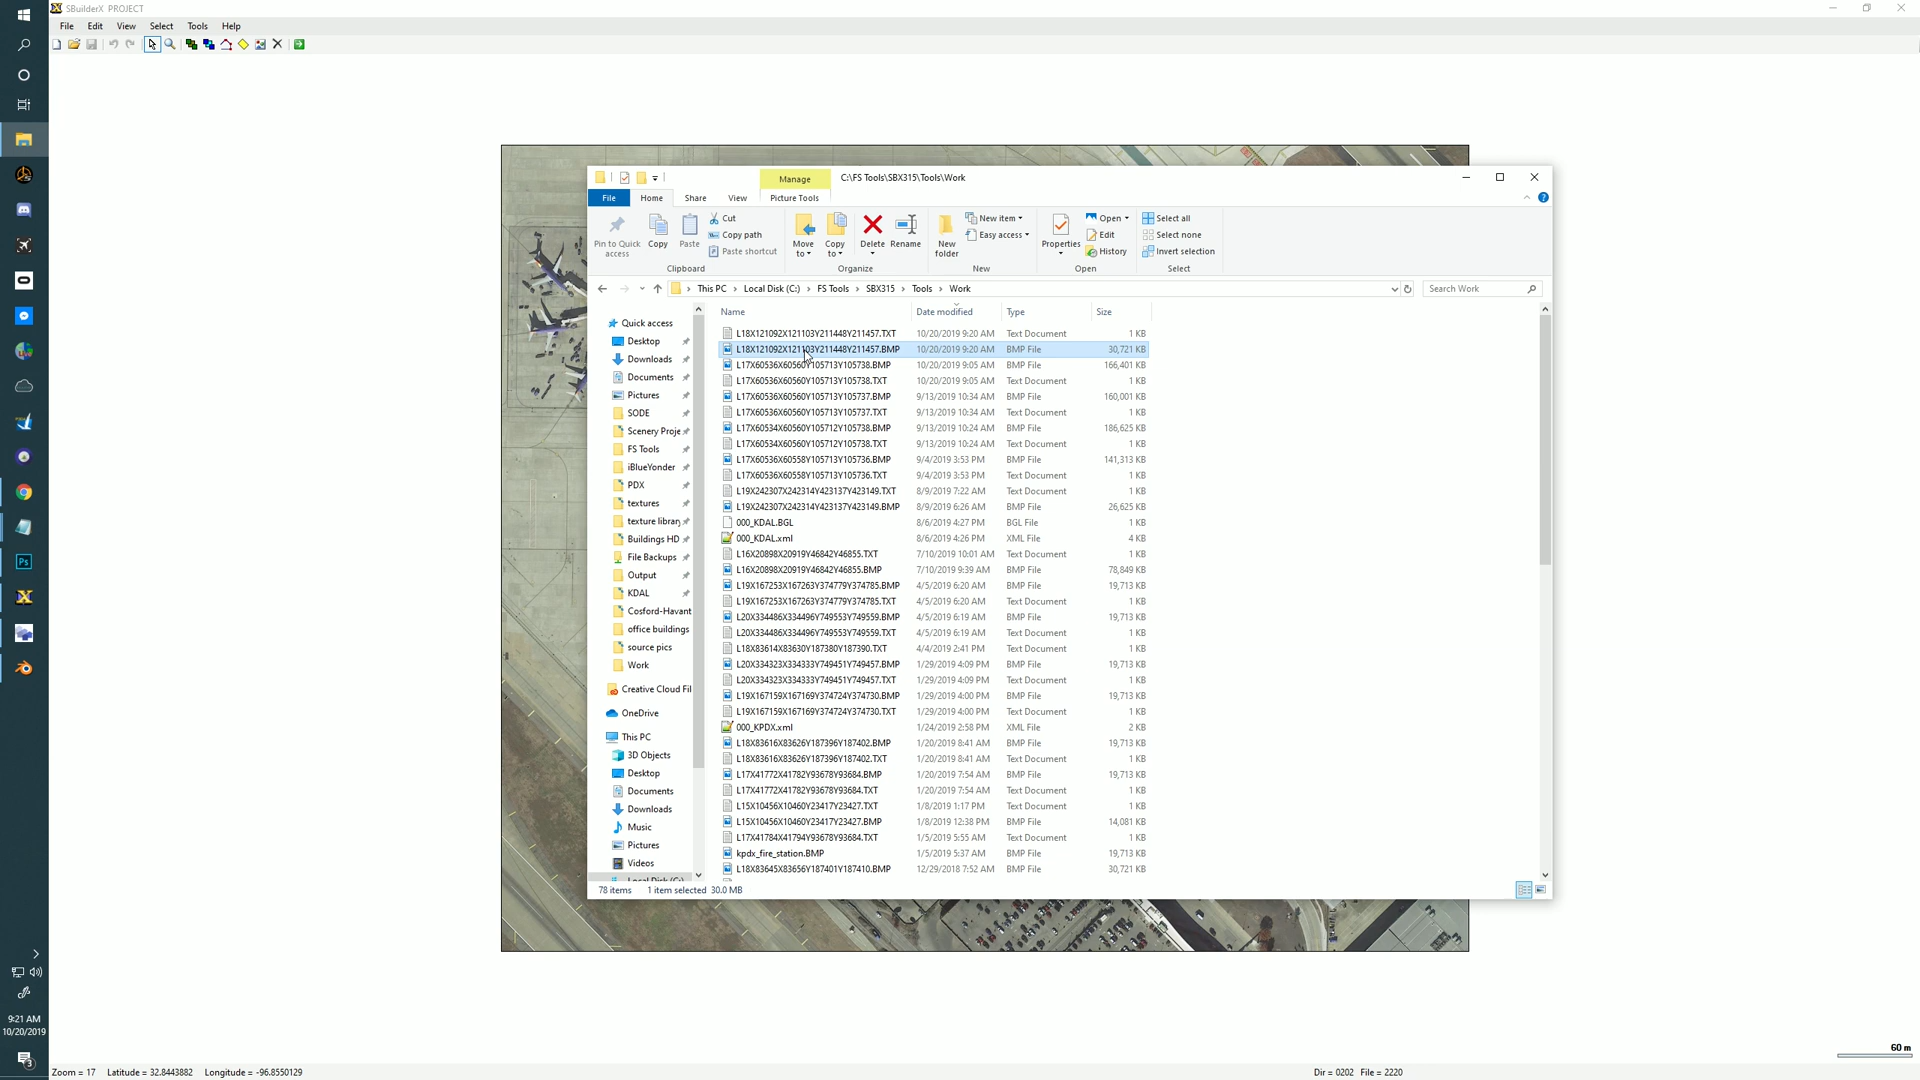 SBuilderX PROJECT
File Edit View Select Tools Help
Manage C:\FS Tools\SBX315\Tools\Work
File Home Share View Picture Tools
Pin to Quick access
Copy
Paste
Cut
Copy path
Paste shortcut
Move to
Copy to
Delete
Rename
New folder
New item
Easy access
Properties
Open
Edit
History
Select all
Select none
Invert selection
Clipboard Organize New Open Select
This PC Local Disk (C:) FS Tools SBX315 Tools Work
Search Work
Quick access
Desktop
Downloads
Documents
Pictures
SODE
Scenery Proje
FS Tools
iBlueYonder
PDX
textures
texture librar
Buildings HD
File Backups
Output
KDAL
Cosford-Havant
office buildings
source pics
Work
Creative Cloud Fil
OneDrive
This PC
3D Objects
Desktop
Documents
Downloads
Music
Pictures
Videos
Local Disk (C:)
Name Date modified Type Size
L18X121092X121103Y211448Y211457.TXT 10/20/2019 9:20 AM Text Document 1 KB
L18X121092X121103Y211448Y211457.BMP 10/20/2019 9:20 AM BMP File 30,721 KB
L17X60536X60560Y105713Y105738.BMP 10/20/2019 9:05 AM BMP File 166,401 KB
L17X60536X60560Y105713Y105738.TXT 10/20/2019 9:05 AM Text Document 1 KB
L17X60536X60560Y105713Y105737.BMP 9/13/2019 10:34 AM BMP File 160,001 KB
L17X60536X60560Y105713Y105737.TXT 9/13/2019 10:34 AM Text Document 1 KB
L17X60534X60560Y105712Y105738.BMP 9/13/2019 10:24 AM BMP File 186,625 KB
L17X60534X60560Y105712Y105738.TXT 9/13/2019 10:24 AM Text Document 1 KB
L17X60536X60558Y105713Y105736.BMP 9/4/2019 3:53 PM BMP File 141,313 KB
L17X60536X60558Y105713Y105736.TXT 9/4/2019 3:53 PM Text Document 1 KB
L19X242307X242314Y423137Y423149.TXT 8/9/2019 7:22 AM Text Document 1 KB
L19X242307X242314Y423137Y423149.BMP 8/9/2019 6:26 AM BMP File 26,625 KB
000_KDAL.BGL 8/6/2019 4:27 PM BGL File 1 KB
000_KDAL.xml 8/6/2019 4:26 PM XML File 4 KB
L16X20898X20919Y46842Y46855.TXT 7/10/2019 10:01 AM Text Document 1 KB
L16X20898X20919Y46842Y46855.BMP 7/10/2019 9:39 AM BMP File 78,849 KB
L19X167253X167263Y374779Y374785.BMP 4/5/2019 6:20 AM BMP File 19,713 KB
L19X167253X167263Y374779Y374785.TXT 4/5/2019 6:20 AM Text Document 1 KB
L20X334486X334496Y749553Y749559.BMP 4/5/2019 6:19 AM BMP File 19,713 KB
L20X334486X334496Y749553Y749559.TXT 4/5/2019 6:19 AM Text Document 1 KB
L18X83614X83630Y187380Y187390.TXT 4/4/2019 2:41 PM Text Document 1 KB
L20X334323X334333Y749451Y749457.BMP 1/29/2019 4:09 PM BMP File 19,713 KB
L20X334323X334333Y749451Y749457.TXT 1/29/2019 4:09 PM Text Document 1 KB
L19X167159X167169Y374724Y374730.BMP 1/29/2019 4:00 PM BMP File 19,713 KB
L19X167159X167169Y374724Y374730.TXT 1/29/2019 4:00 PM Text Document 1 KB
000_KPDX.xml 1/24/2019 2:58 PM XML File 2 KB
L18X83616X83626Y187396Y187402.BMP 1/20/2019 8:41 AM BMP File 19,713 KB
L18X83616X83626Y187396Y187402.TXT 1/20/2019 8:41 AM Text Document 1 KB
L17X41772X41782Y93678Y93684.BMP 1/20/2019 7:54 AM BMP File 19,713 KB
L17X41772X41782Y93678Y93684.TXT 1/20/2019 7:54 AM Text Document 1 KB
L15X10456X10460Y23417Y23427.TXT 1/8/2019 1:17 PM Text Document 1 KB
L15X10456X10460Y23417Y23427.BMP 1/8/2019 12:38 PM BMP File 14,081 KB
L17X41784X41794Y93678Y93684.TXT 1/5/2019 5:55 AM Text Document 1 KB
kpdx_fire_station.BMP 1/5/2019 5:37 AM BMP File 19,713 KB
L18X83645X83656Y187401Y187410.BMP 12/29/2018 7:52 AM BMP File 30,721 KB
78 items 1 item selected 30.0 MB
Ps
9:21 AM
10/20/2019
3
60 m
Zoom = 17 Latitude = 32.8443882 Longitude = -96.8550129 Dir = 0202 File = 2220